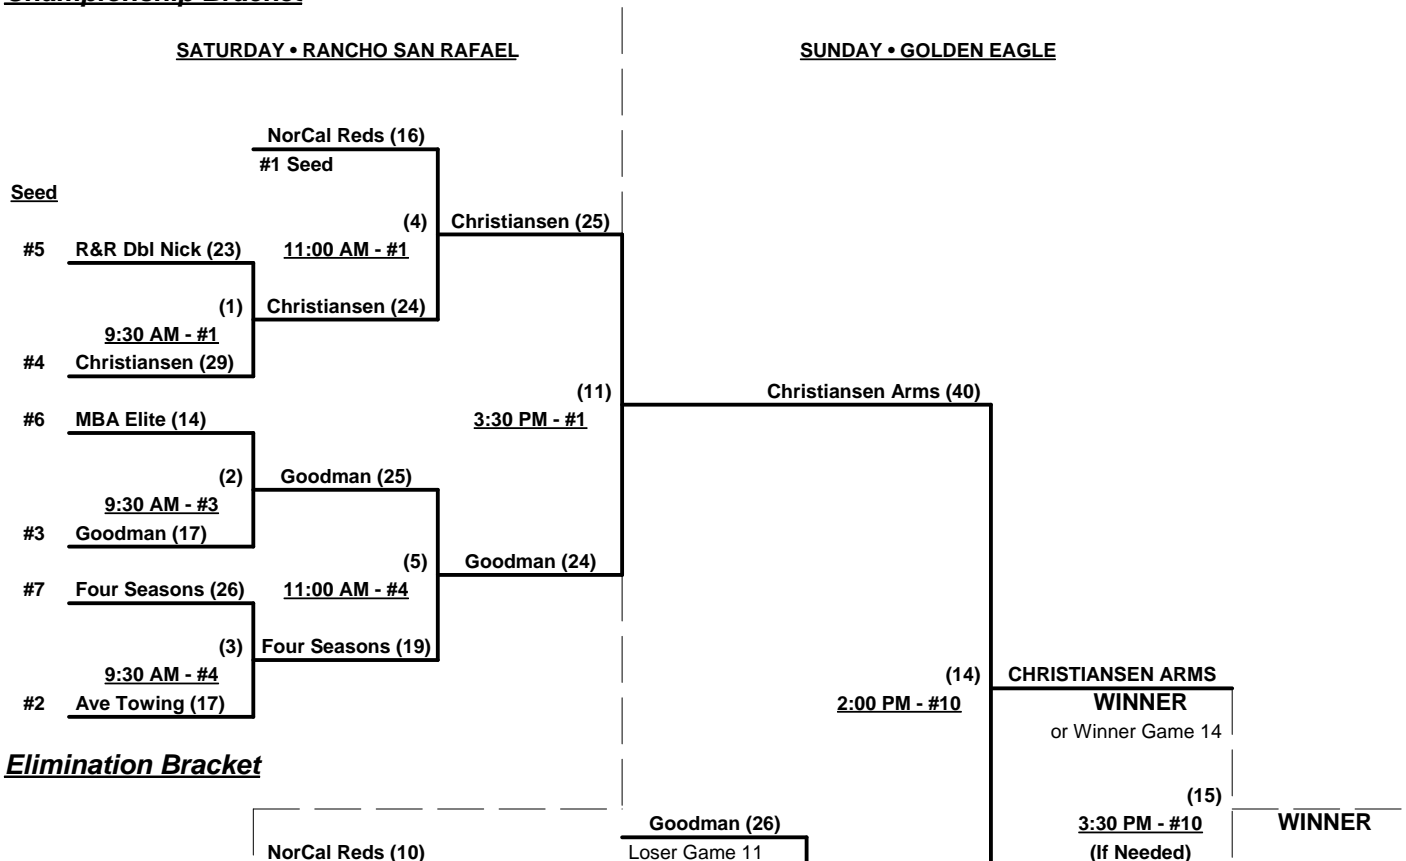 Championship Bracket
SATURDAY • RANCHO SAN RAFAEL
SUNDAY • GOLDEN EAGLE
NorCal Reds (16)
#1 Seed
Seed
(4)
Christiansen (25)
#5
R&R Dbl Nick (23)
11:00 AM - #1
(1)
Christiansen (24)
9:30 AM - #1
#4
Christiansen (29)
(11)
Christiansen Arms (40)
#6
MBA Elite (14)
3:30 PM - #1
(2)
Goodman (25)
9:30 AM - #3
#3
Goodman (17)
(5)
Goodman (24)
#7
Four Seasons (26)
11:00 AM - #4
(3)
Four Seasons (19)
9:30 AM - #4
(14)
CHRISTIANSEN ARMS
#2
Ave Towing (17)
2:00 PM - #10
WINNER
or Winner Game 14
Elimination Bracket
(15)
Goodman (26)
3:30 PM - #10
WINNER
NorCal Reds (10)
Loser Game 11
(If Needed)